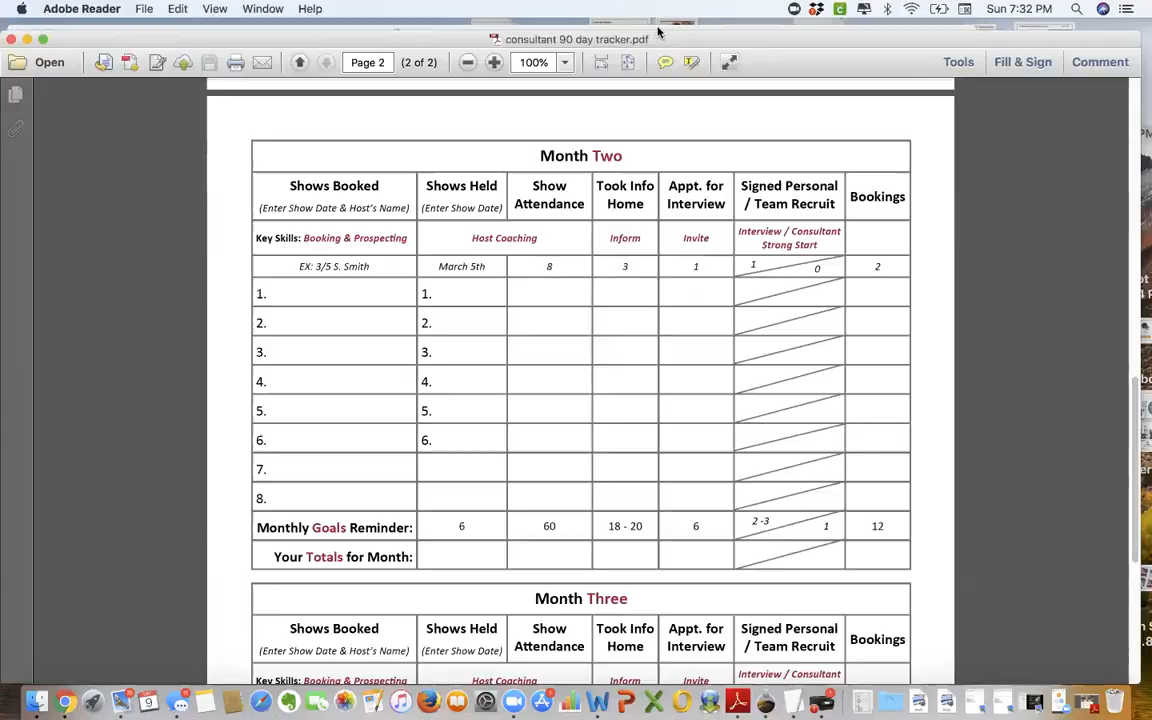 Adobe Reader File Edit View Window Help Sun 7:32 PM
consultant 90 day tracker.pdf
Open Page 2 (2 of 2) 100% Tools Fill & Sign Comment
Month Two
Shows Booked Shows Held Show Attendance Took Info Home Appt. for Interview Signed Personal / Team Recruit Bookings
(Enter Show Date & Host's Name) (Enter Show Date)
Key Skills: Booking & Prospecting Host Coaching Inform Invite Interview / Consultant Strong Start
EX: 3/5 S. Smith March 5th 8 3 1 1 0 2
1. 1.
2. 2.
3. 3.
4. 4.
5. 5.
6. 6.
7.
8.
Monthly Goals Reminder: 6 60 18 - 20 6 2 -3 1 12
Your Totals for Month:
Month Three
Shows Booked Shows Held Show Attendance Took Info Home Appt. for Interview Signed Personal / Team Recruit Bookings
(Enter Show Date & Host's Name) (Enter Show Date)
Key Skills: Booking & Prospecting Host Coaching Inform Invite Interview / Consultant